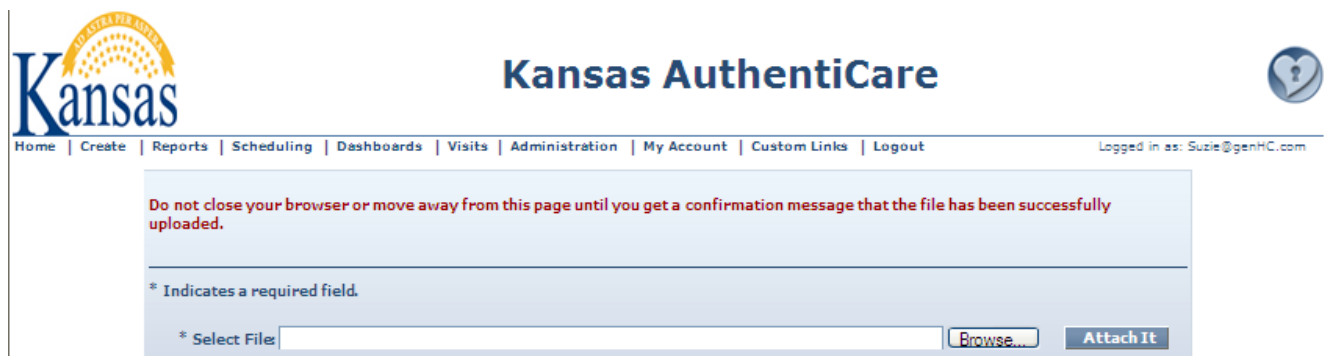 AD ASTRA PER ASPERA
Kansas
Kansas AuthentiCare
Home | Create | Reports | Scheduling | Dashboards | Visits | Administration | My Account | Custom Links | Logout
Logged in as: Suzie@genHC.com
Do not close your browser or move away from this page until you get a confirmation message that the file has been successfully
uploaded.
* Indicates a required field.
* Select File: Browse... Attach It